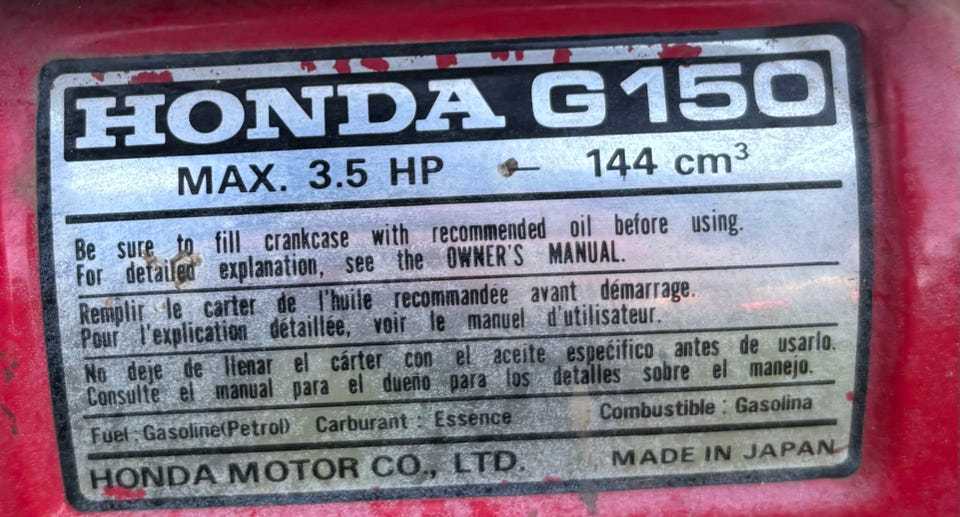 HONDA G150
MAX. 3.5 HP – 144 cm³
Be sure to fill crankcase with recommended oil before using.
For detailed explanation, see the OWNER'S MANUAL.
Remplir le carter de l'huile recommandée avant démarrage.
Pour l'explication détaillée, voir le manuel d'utilisateur.
No deje de llenar el cárter con el aceite específico antes de usarlo.
Consulte el manual para el dueño para los detalles sobre el manejo.
Fuel : Gasoline(Petrol) Carburant : Essence Combustible : Gasolina
HONDA MOTOR CO., LTD. MADE IN JAPAN